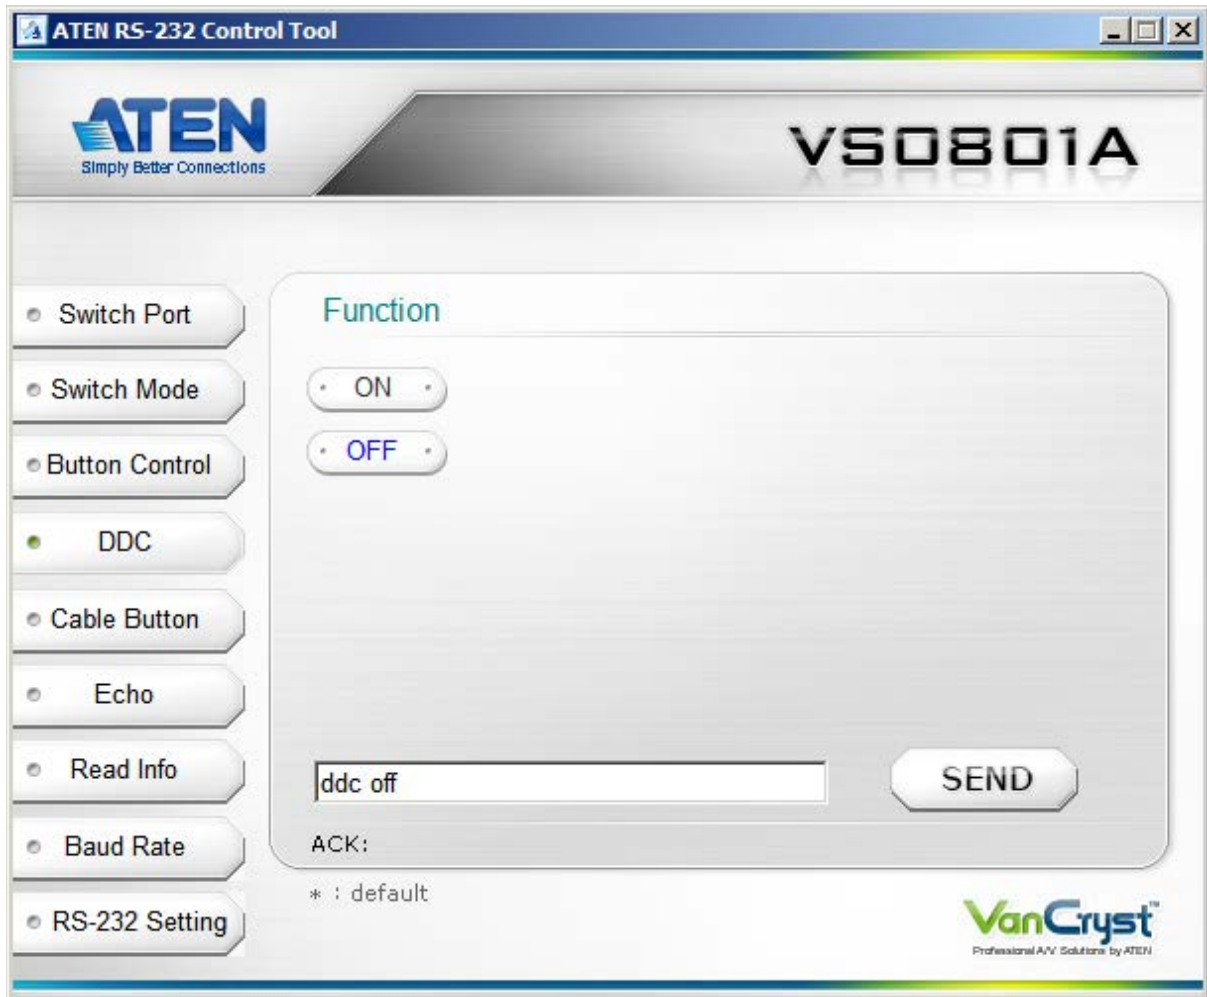 ATEN RS-232 Control Tool
ATEN
Simply Better Connections
VS0801A
Switch Port
Switch Mode
Button Control
DDC
Cable Button
Echo
Read Info
Baud Rate
RS-232 Setting
Function
ON
OFF
ddc off
SEND
ACK:
* : default
VanCryst™
Professional A/V Solutions by ATEN